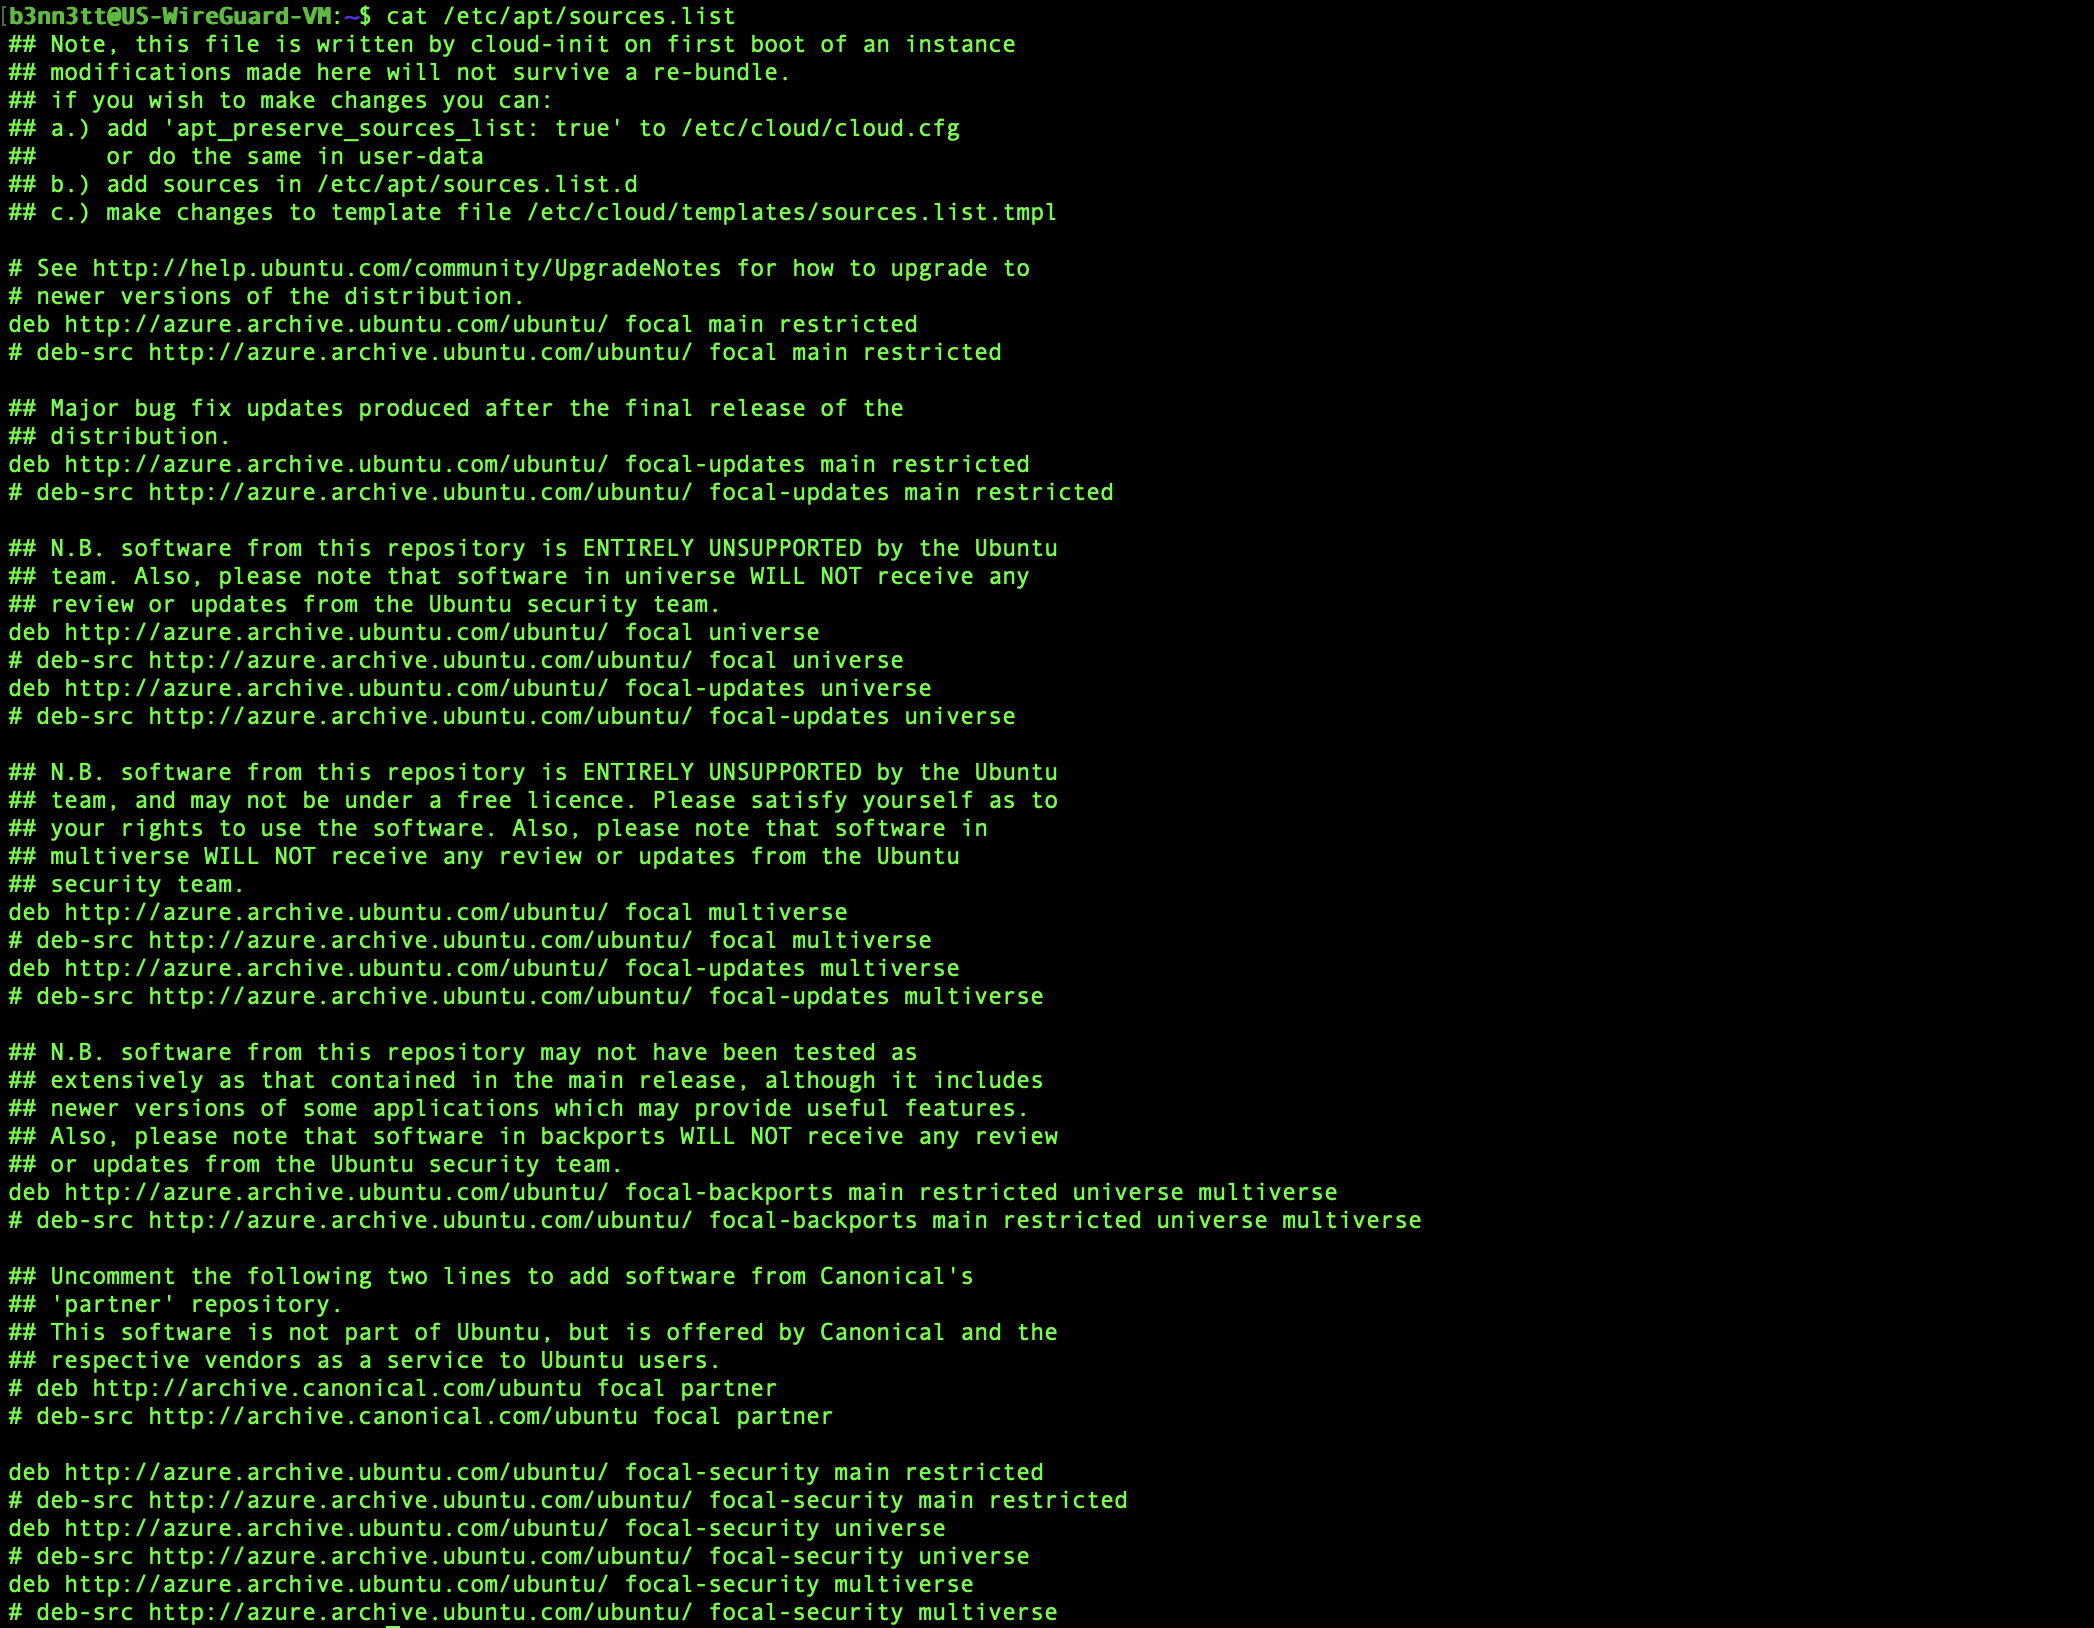 [b3nn3tt@US-WireGuard-VM:~$ cat /etc/apt/sources.list
## Note, this file is written by cloud-init on first boot of an instance
## modifications made here will not survive a re-bundle.
## if you wish to make changes you can:
## a.) add 'apt_preserve_sources_list: true' to /etc/cloud/cloud.cfg
##     or do the same in user-data
## b.) add sources in /etc/apt/sources.list.d
## c.) make changes to template file /etc/cloud/templates/sources.list.tmpl

# See http://help.ubuntu.com/community/UpgradeNotes for how to upgrade to
# newer versions of the distribution.
deb http://azure.archive.ubuntu.com/ubuntu/ focal main restricted
# deb-src http://azure.archive.ubuntu.com/ubuntu/ focal main restricted

## Major bug fix updates produced after the final release of the
## distribution.
deb http://azure.archive.ubuntu.com/ubuntu/ focal-updates main restricted
# deb-src http://azure.archive.ubuntu.com/ubuntu/ focal-updates main restricted

## N.B. software from this repository is ENTIRELY UNSUPPORTED by the Ubuntu
## team. Also, please note that software in universe WILL NOT receive any
## review or updates from the Ubuntu security team.
deb http://azure.archive.ubuntu.com/ubuntu/ focal universe
# deb-src http://azure.archive.ubuntu.com/ubuntu/ focal universe
deb http://azure.archive.ubuntu.com/ubuntu/ focal-updates universe
# deb-src http://azure.archive.ubuntu.com/ubuntu/ focal-updates universe

## N.B. software from this repository is ENTIRELY UNSUPPORTED by the Ubuntu
## team, and may not be under a free licence. Please satisfy yourself as to
## your rights to use the software. Also, please note that software in
## multiverse WILL NOT receive any review or updates from the Ubuntu
## security team.
deb http://azure.archive.ubuntu.com/ubuntu/ focal multiverse
# deb-src http://azure.archive.ubuntu.com/ubuntu/ focal multiverse
deb http://azure.archive.ubuntu.com/ubuntu/ focal-updates multiverse
# deb-src http://azure.archive.ubuntu.com/ubuntu/ focal-updates multiverse

## N.B. software from this repository may not have been tested as
## extensively as that contained in the main release, although it includes
## newer versions of some applications which may provide useful features.
## Also, please note that software in backports WILL NOT receive any review
## or updates from the Ubuntu security team.
deb http://azure.archive.ubuntu.com/ubuntu/ focal-backports main restricted universe multiverse
# deb-src http://azure.archive.ubuntu.com/ubuntu/ focal-backports main restricted universe multiverse

## Uncomment the following two lines to add software from Canonical's
## 'partner' repository.
## This software is not part of Ubuntu, but is offered by Canonical and the
## respective vendors as a service to Ubuntu users.
# deb http://archive.canonical.com/ubuntu focal partner
# deb-src http://archive.canonical.com/ubuntu focal partner

deb http://azure.archive.ubuntu.com/ubuntu/ focal-security main restricted
# deb-src http://azure.archive.ubuntu.com/ubuntu/ focal-security main restricted
deb http://azure.archive.ubuntu.com/ubuntu/ focal-security universe
# deb-src http://azure.archive.ubuntu.com/ubuntu/ focal-security universe
deb http://azure.archive.ubuntu.com/ubuntu/ focal-security multiverse
# deb-src http://azure.archive.ubuntu.com/ubuntu/ focal-security multiverse